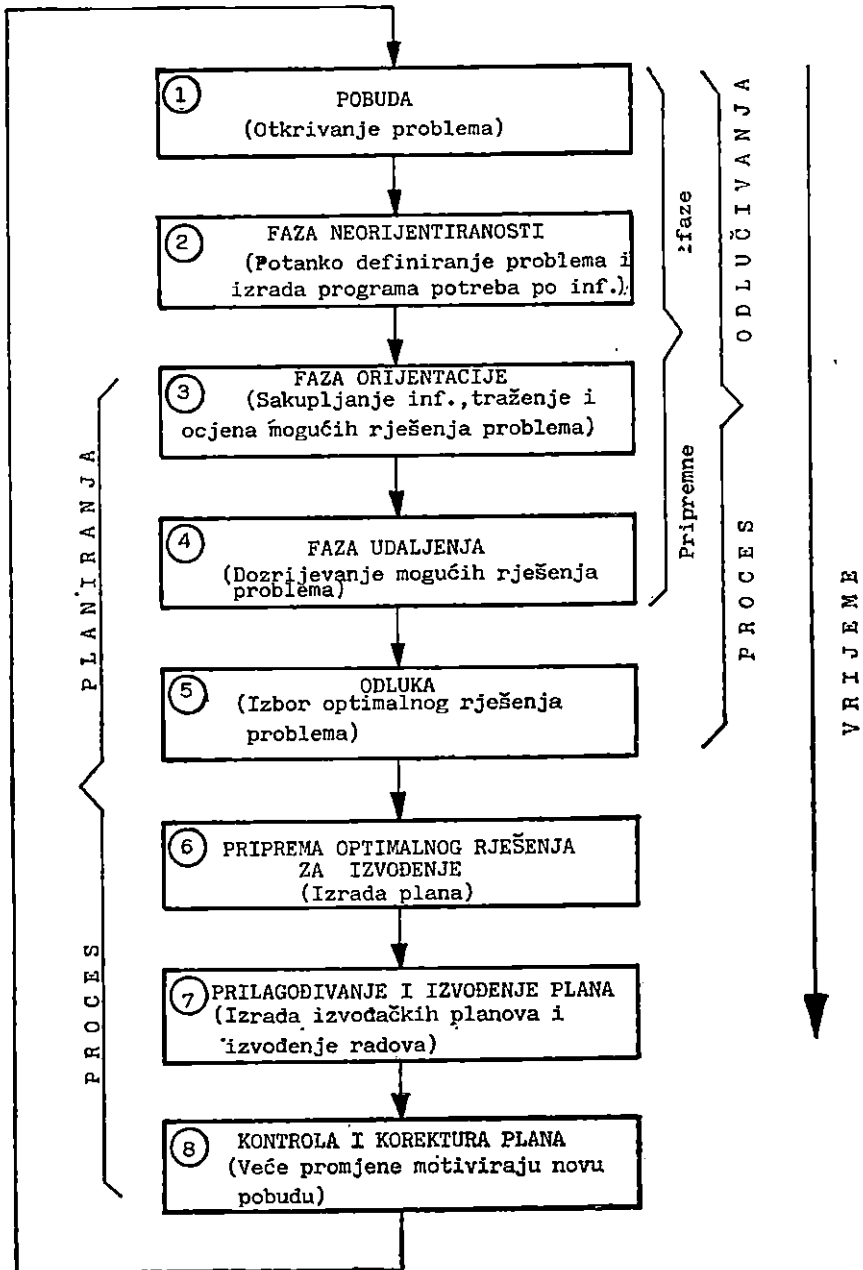 1
POBUDA
(Otkrivanje problema)
2
FAZA NEORIJENTIRANOSTI
(Potanko definiranje problema i
izrada programa potreba po inf.)
3
FAZA ORIJENTACIJE
(Sakupljanje inf.,traženje i
ocjena mogućih rješenja problema)
4
FAZA UDALJENJA
(Dozrijevanje mogućih rješenja
problema)
5
ODLUKA
(Izbor optimalnog rješenja
problema)
6
PRIPREMA OPTIMALNOG RJEŠENJA
ZA IZVOĐENJE
(Izrada plana)
7
PRILAGOĐIVANJE I IZVOĐENJE PLANA
(Izrada izvođačkih planova i
izvođenje radova)
8
KONTROLA I KOREKTURA PLANA
(Veće promjene motiviraju novu
pobudu)
PROCES PLANIRANJA
Pripremne faze
PROCES ODLUČIVANJA
VRIJEME